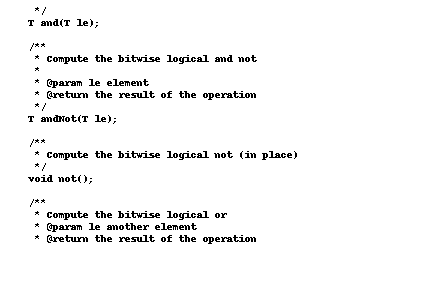 */
T and(T le);
/**
* Compute the bitwise logical and not
*
* @param le element
* @return the result of the operation
*/
T andNot(T le);
/**
* Compute the bitwise logical not (in place)
*/
void not();
/**
* Compute the bitwise logical or
* @param le another element
* @return the result of the operation